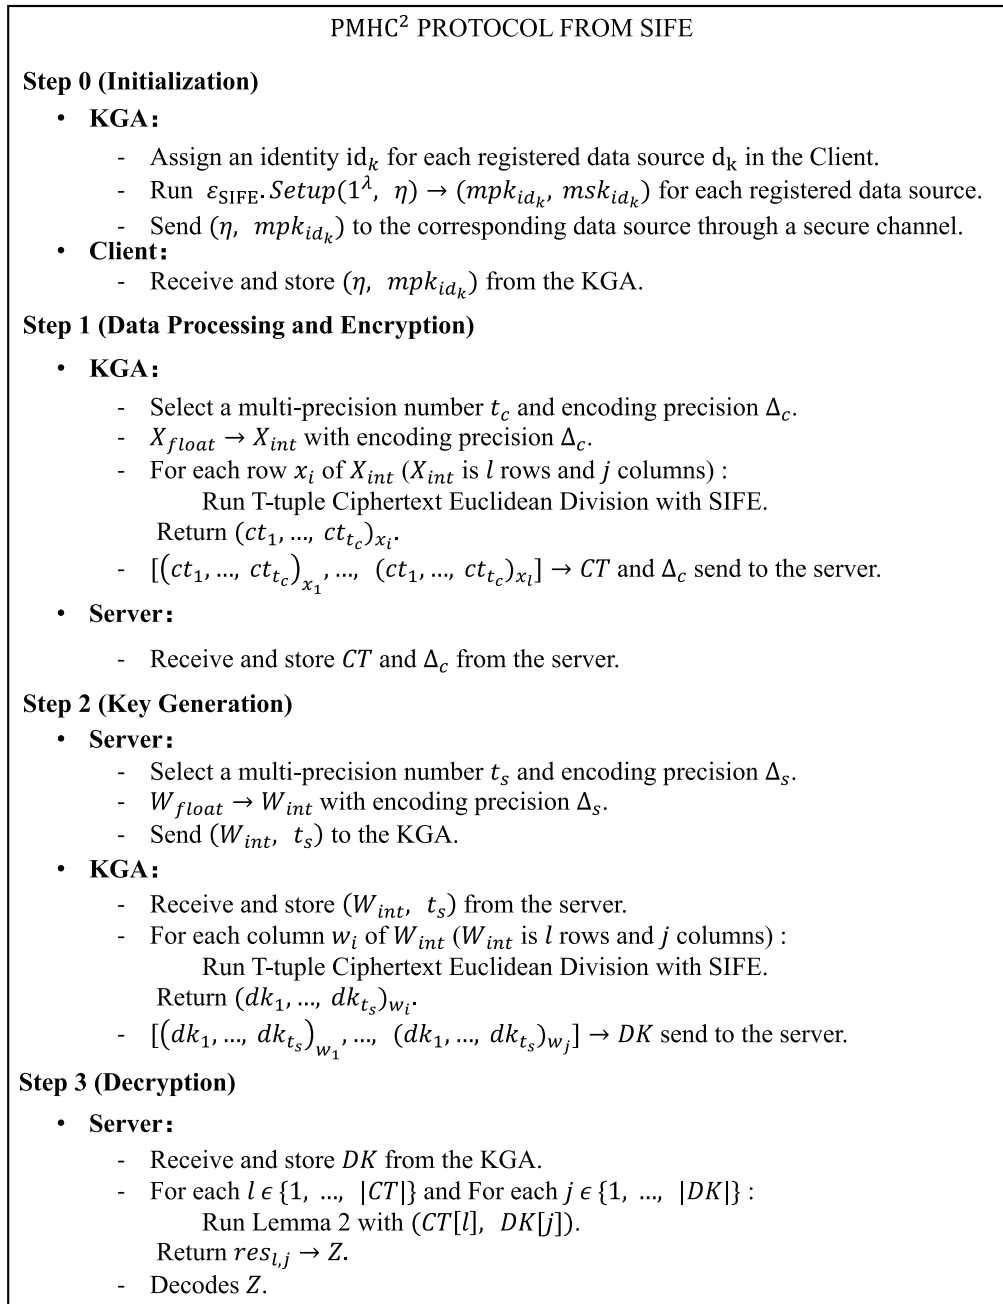 PMHC² PROTOCOL FROM SIFE
Step 0 (Initialization)
• KGA：
- Assign an identity id_k for each registered data source d_k in the Client.
- Run ε_SIFE.Setup(1^λ, η) → (mpk_{id_k}, msk_{id_k}) for each registered data source.
- Send (η, mpk_{id_k}) to the corresponding data source through a secure channel.
• Client：
- Receive and store (η, mpk_{id_k}) from the KGA.
Step 1 (Data Processing and Encryption)
• KGA：
- Select a multi-precision number t_c and encoding precision Δ_c.
- X_float → X_int with encoding precision Δ_c.
- For each row x_i of X_int (X_int is l rows and j columns) :
Run T-tuple Ciphertext Euclidean Division with SIFE.
Return (ct_1, ..., ct_{t_c})_{x_i}.
- [(ct_1, ..., ct_{t_c})_{x_1}, ..., (ct_1, ..., ct_{t_c})_{x_l}] → CT and Δ_c send to the server.
• Server：
- Receive and store CT and Δ_c from the server.
Step 2 (Key Generation)
• Server：
- Select a multi-precision number t_s and encoding precision Δ_s.
- W_float → W_int with encoding precision Δ_s.
- Send (W_int, t_s) to the KGA.
• KGA：
- Receive and store (W_int, t_s) from the server.
- For each column w_i of W_int (W_int is l rows and j columns) :
Run T-tuple Ciphertext Euclidean Division with SIFE.
Return (dk_1, ..., dk_{t_s})_{w_i}.
- [(dk_1, ..., dk_{t_s})_{w_1}, ..., (dk_1, ..., dk_{t_s})_{w_j}] → DK send to the server.
Step 3 (Decryption)
• Server：
- Receive and store DK from the KGA.
- For each l ϵ {1, ..., |CT|} and For each j ϵ {1, ..., |DK|} :
Run Lemma 2 with (CT[l], DK[j]).
Return res_{l,j} → Z.
- Decodes Z.